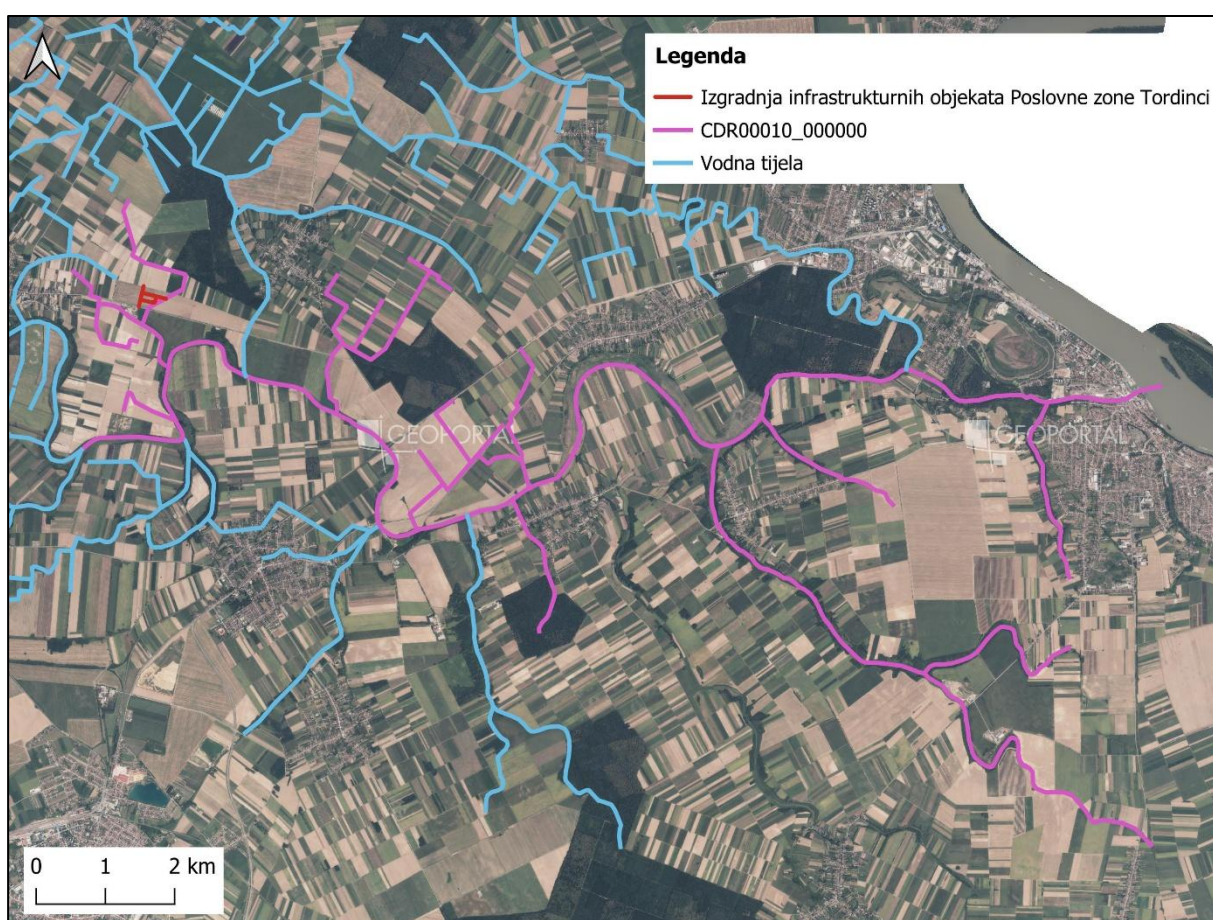 Legenda
Izgradnja infrastrukturnih objekata Poslovne zone Tordinci
CDR00010_000000
Vodna tijela
GEOPORTAL
GEOPORTAL
0 1 2 km